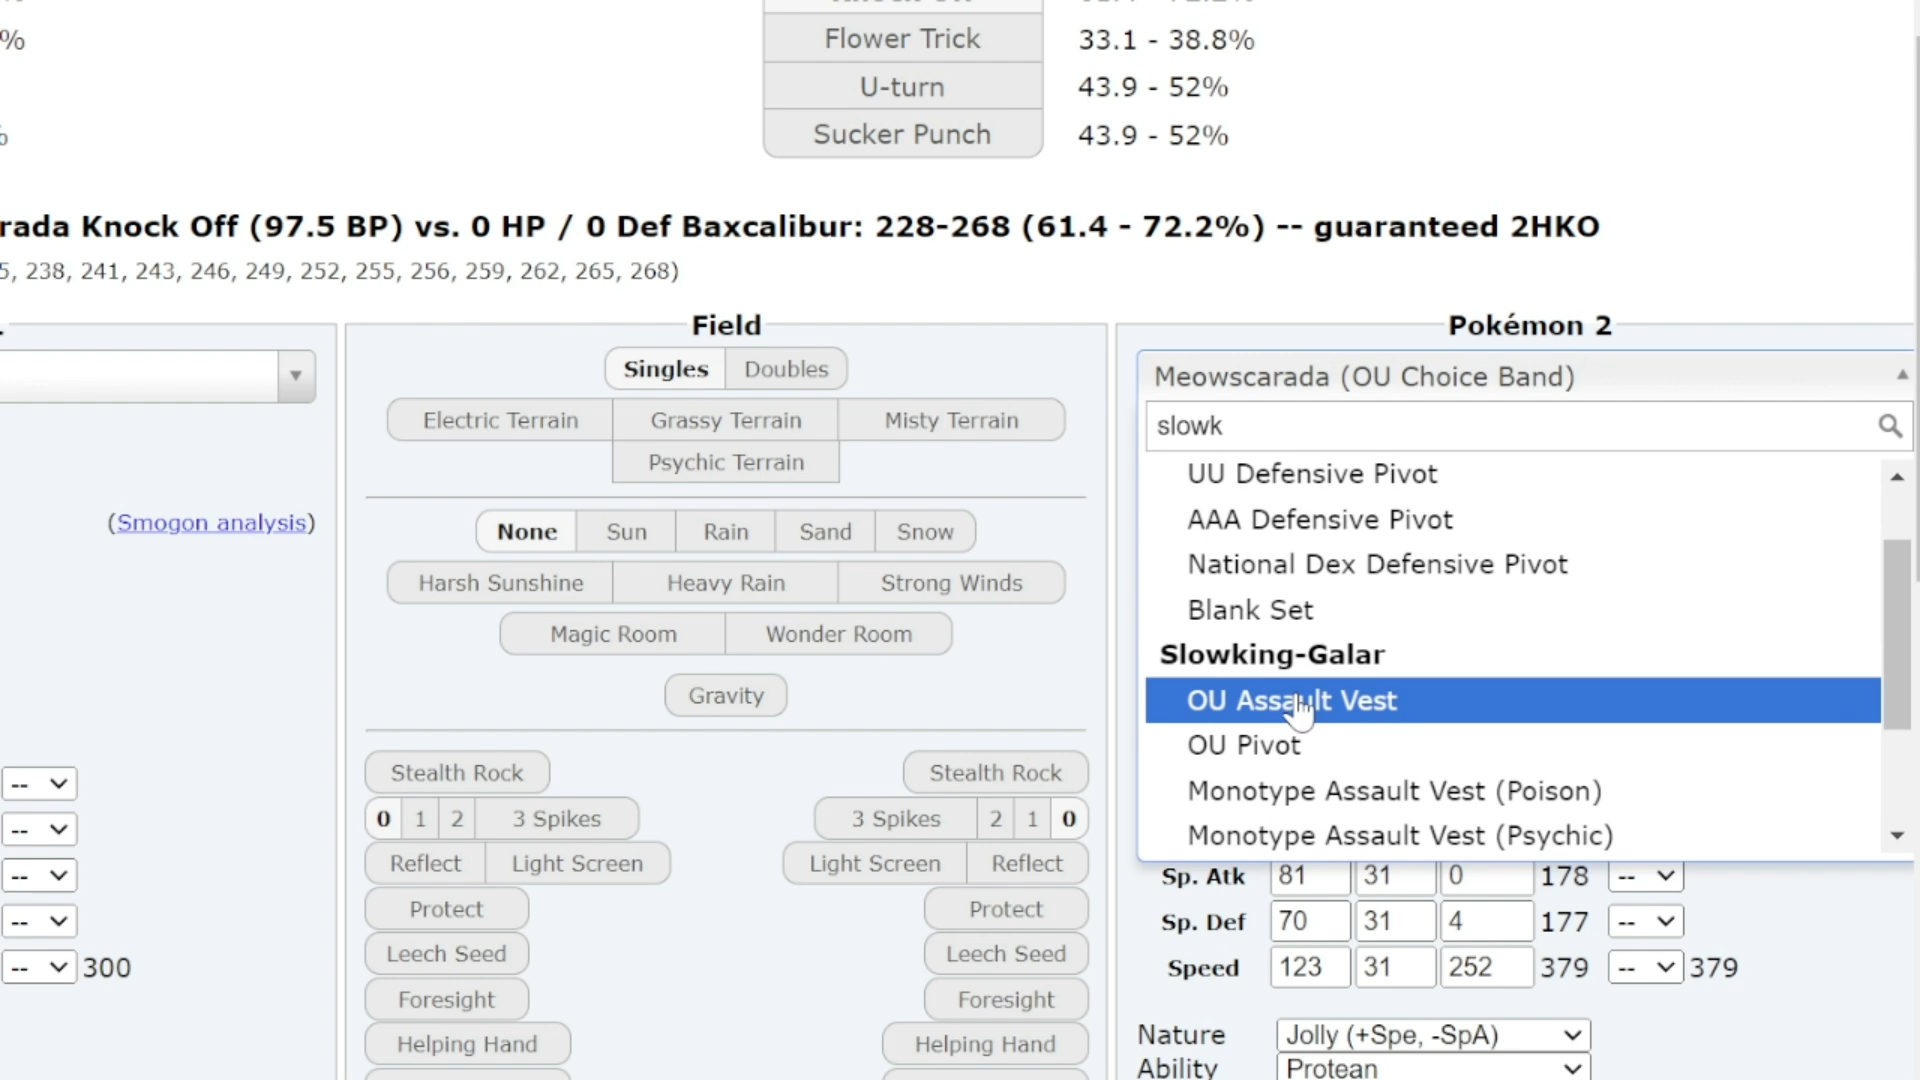 %
Flower Trick 33.1 - 38.8%
U-turn 43.9 - 52%
Sucker Punch 43.9 - 52%
rada Knock Off (97.5 BP) vs. 0 HP / 0 Def Baxcalibur: 228-268 (61.4 - 72.2%) -- guaranteed 2HKO
5, 238, 241, 243, 246, 249, 252, 255, 256, 259, 262, 265, 268)
Field
Singles Doubles
Electric Terrain Grassy Terrain Misty Terrain
Psychic Terrain
(Smogon analysis)
None Sun Rain Sand Snow
Harsh Sunshine Heavy Rain Strong Winds
Magic Room Wonder Room
Gravity
Stealth Rock Stealth Rock
0 1 2 3 Spikes 3 Spikes 2 1 0
Reflect Light Screen Light Screen Reflect
Protect Protect
Leech Seed Leech Seed
Foresight Foresight
Helping Hand Helping Hand
--
--
--
--
-- 300
Pokémon 2
Meowscarada (OU Choice Band)
slowk
UU Defensive Pivot
AAA Defensive Pivot
National Dex Defensive Pivot
Blank Set
Slowking-Galar
OU Assault Vest
OU Pivot
Monotype Assault Vest (Poison)
Monotype Assault Vest (Psychic)
Sp. Atk 81 31 0 178 --
Sp. Def 70 31 4 177 --
Speed 123 31 252 379 -- 379
Nature Jolly (+Spe, -SpA)
Ability Protean